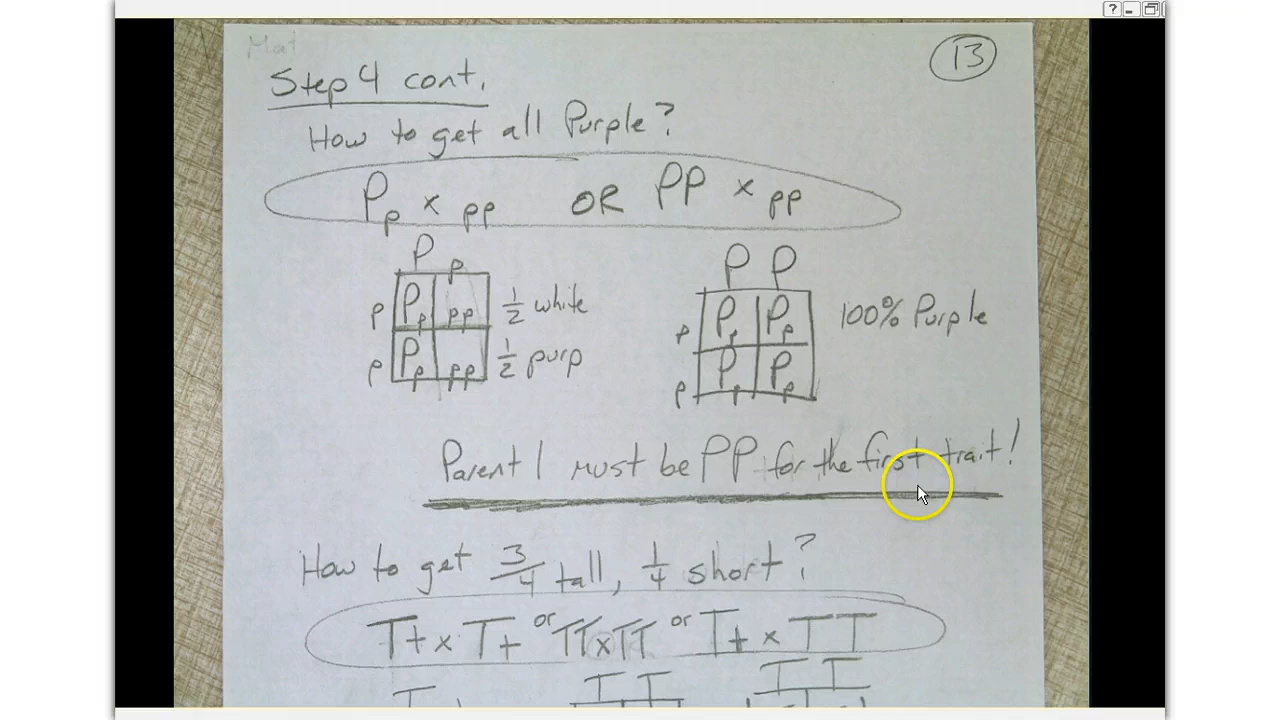 Mat
13
Step 4 cont.
How to get all Purple?
Pp x pp OR PP x pp
P p
P P
p Pp pp 1/2 white
p Pp pp 1/2 purp
p Pp Pp 100% Purple
p Pp Pp
Parent 1 must be PP for the first trait!
How to get 3/4 tall, 1/4 short?
Tt x Tt or TT x TT or Tt x TT
T
T T
T T